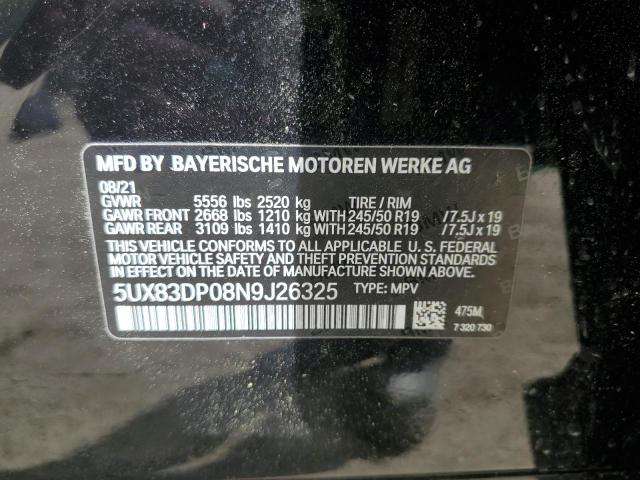 MFD BY BAYERISCHE MOTOREN WERKE AG
08/21
GVWR 5556 lbs 2520 kg TIRE / RIM
GAWR FRONT 2668 lbs 1210 kg WITH 245/50 R19 /7.5J x 19
GAWR REAR 3109 lbs 1410 kg WITH 245/50 R19 /7.5J x 19
THIS VEHICLE CONFORMS TO ALL APPLICABLE U. S. FEDERAL
MOTOR VEHICLE SAFETY AND THEFT PREVENTION STANDARDS
IN EFFECT ON THE DATE OF MANUFACTURE SHOWN ABOVE.
5UX83DP08N9J26325 TYPE: MPV
475M
7 320 730